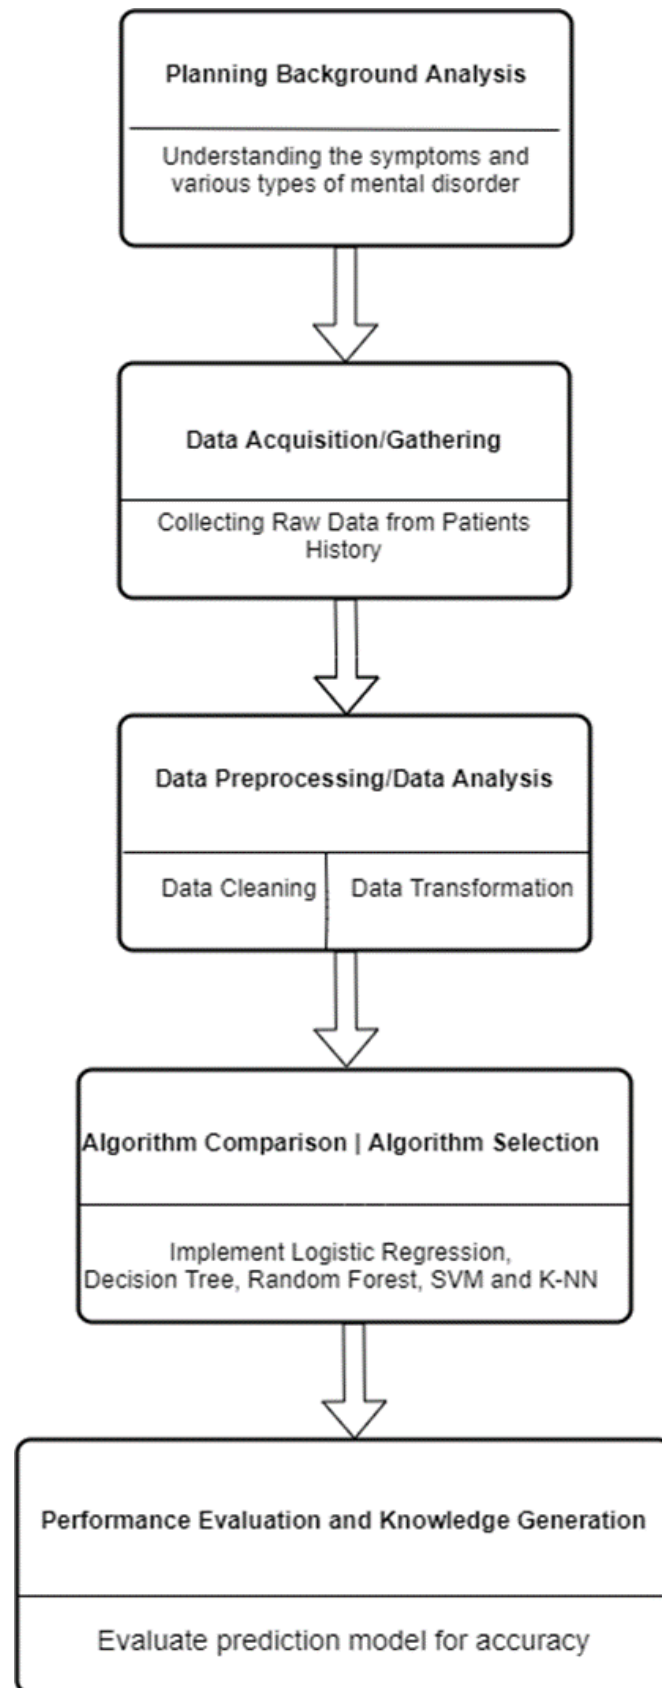 Planning Background Analysis
Understanding the symptoms and
various types of mental disorder
Data Acquisition/Gathering
Collecting Raw Data from Patients
History
Data Preprocessing/Data Analysis
Data Cleaning
Data Transformation
Algorithm Comparison | Algorithm Selection
Implement Logistic Regression,
Decision Tree, Random Forest, SVM and K-NN
Performance Evaluation and Knowledge Generation
Evaluate prediction model for accuracy